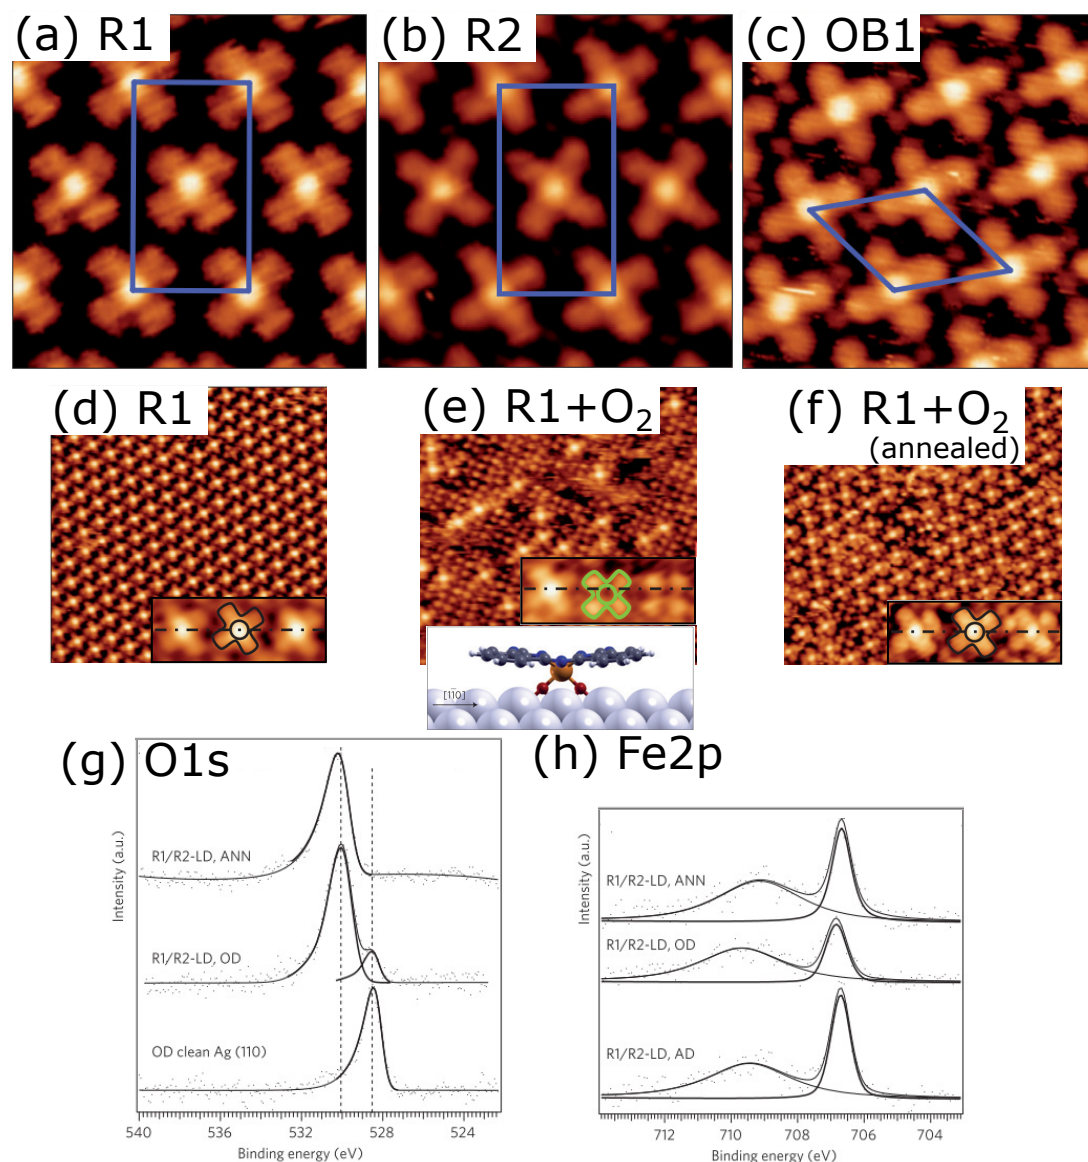 (a) R1
(b) R2
(c) OB1
(d) R1
(e) R1+O₂
(f) R1+O₂
(annealed)
[11̄0]
(g) O1s
(h) Fe2p
Intensity (a.u.)
R1/R2-LD, ANN
R1/R2-LD, OD
OD clean Ag (110)
540 536 532 528 524
Binding energy (eV)
Intensity (a.u.)
R1/R2-LD, ANN
R1/R2-LD, OD
R1/R2-LD, AD
712 710 708 706 704
Binding energy (eV)